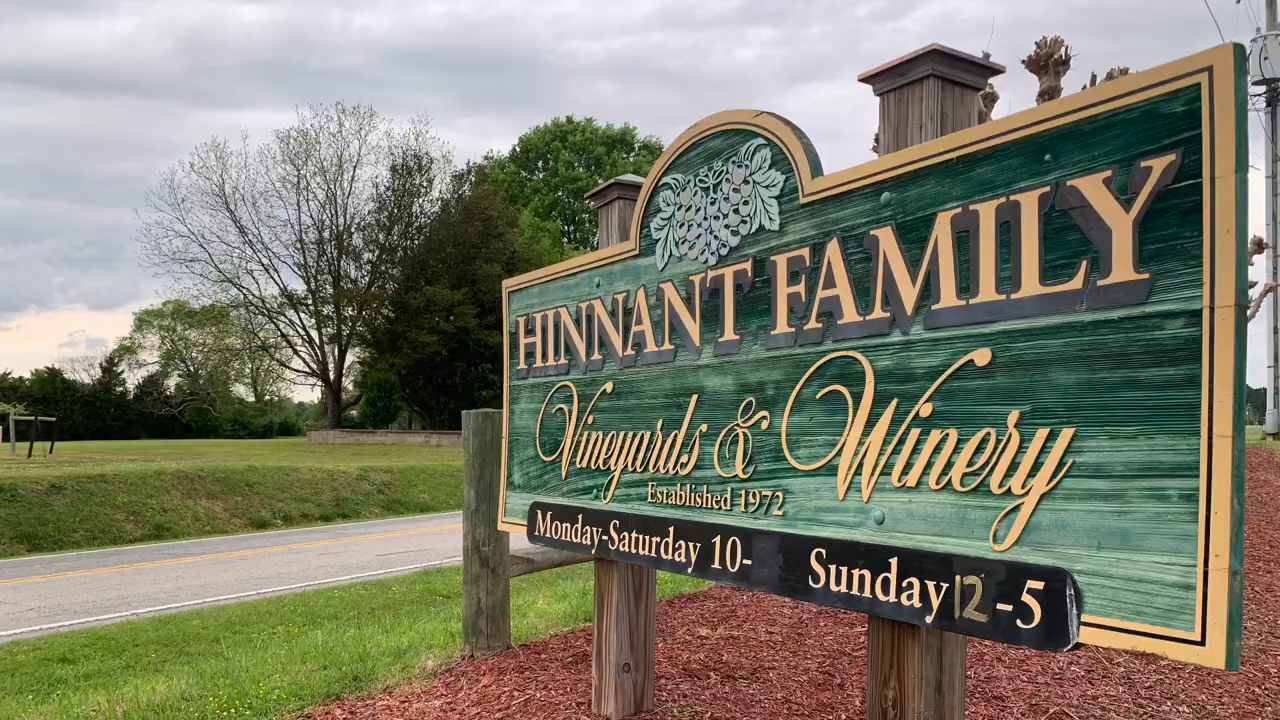 HINNANT FAMILY
Vineyards & Winery
Established 1972
Monday-Saturday 10- Sunday 12-5